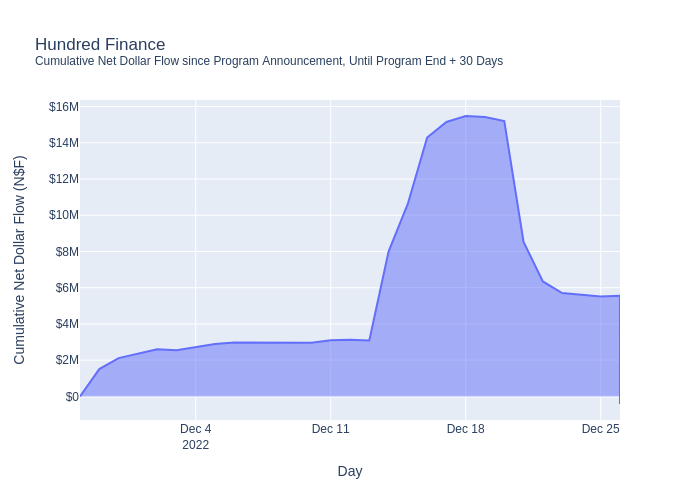 Hundred Finance
Cumulative Net Dollar Flow since Program Announcement, Until Program End + 30 Days
Cumulative Net Dollar Flow (N$F)
$16M
$14M
$12M
$10M
$8M
$6M
$4M
$2M
$0
Dec 4
2022
Dec 11
Dec 18
Dec 25
Day